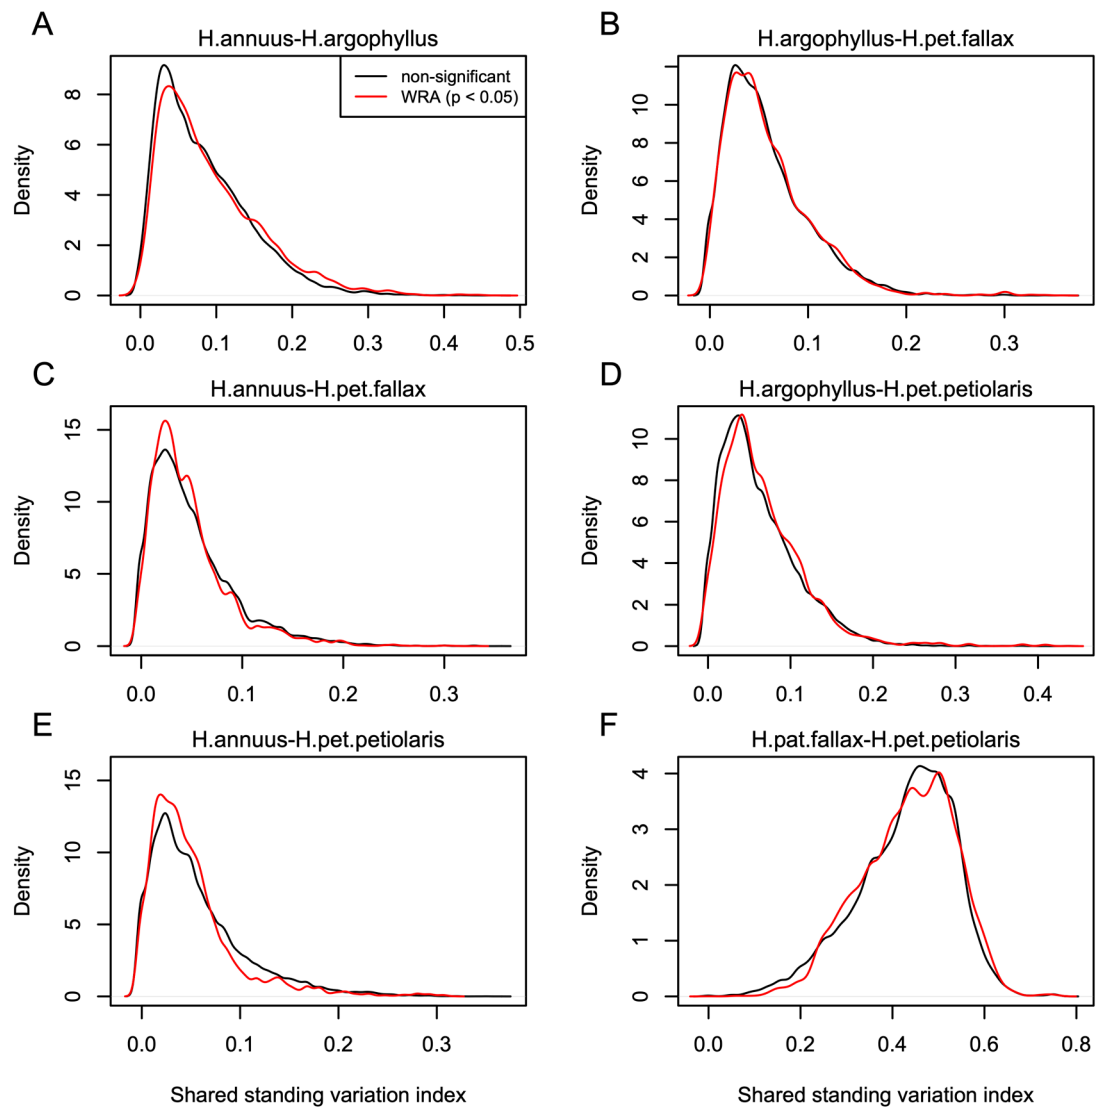 A
H.annuus-H.argophyllus
non-significant
WRA (p < 0.05)
Density
0
2
4
6
8
0.0 0.1 0.2 0.3 0.4 0.5
B
H.argophyllus-H.pet.fallax
Density
0
2
4
6
8
10
0.0 0.1 0.2 0.3
C
H.annuus-H.pet.fallax
Density
0
5
10
15
0.0 0.1 0.2 0.3
D
H.argophyllus-H.pet.petiolaris
Density
0
2
4
6
8
10
0.0 0.1 0.2 0.3 0.4
E
H.annuus-H.pet.petiolaris
Density
0
5
10
15
0.0 0.1 0.2 0.3
Shared standing variation index
F
H.pat.fallax-H.pet.petiolaris
Density
0
1
2
3
4
0.0 0.2 0.4 0.6 0.8
Shared standing variation index